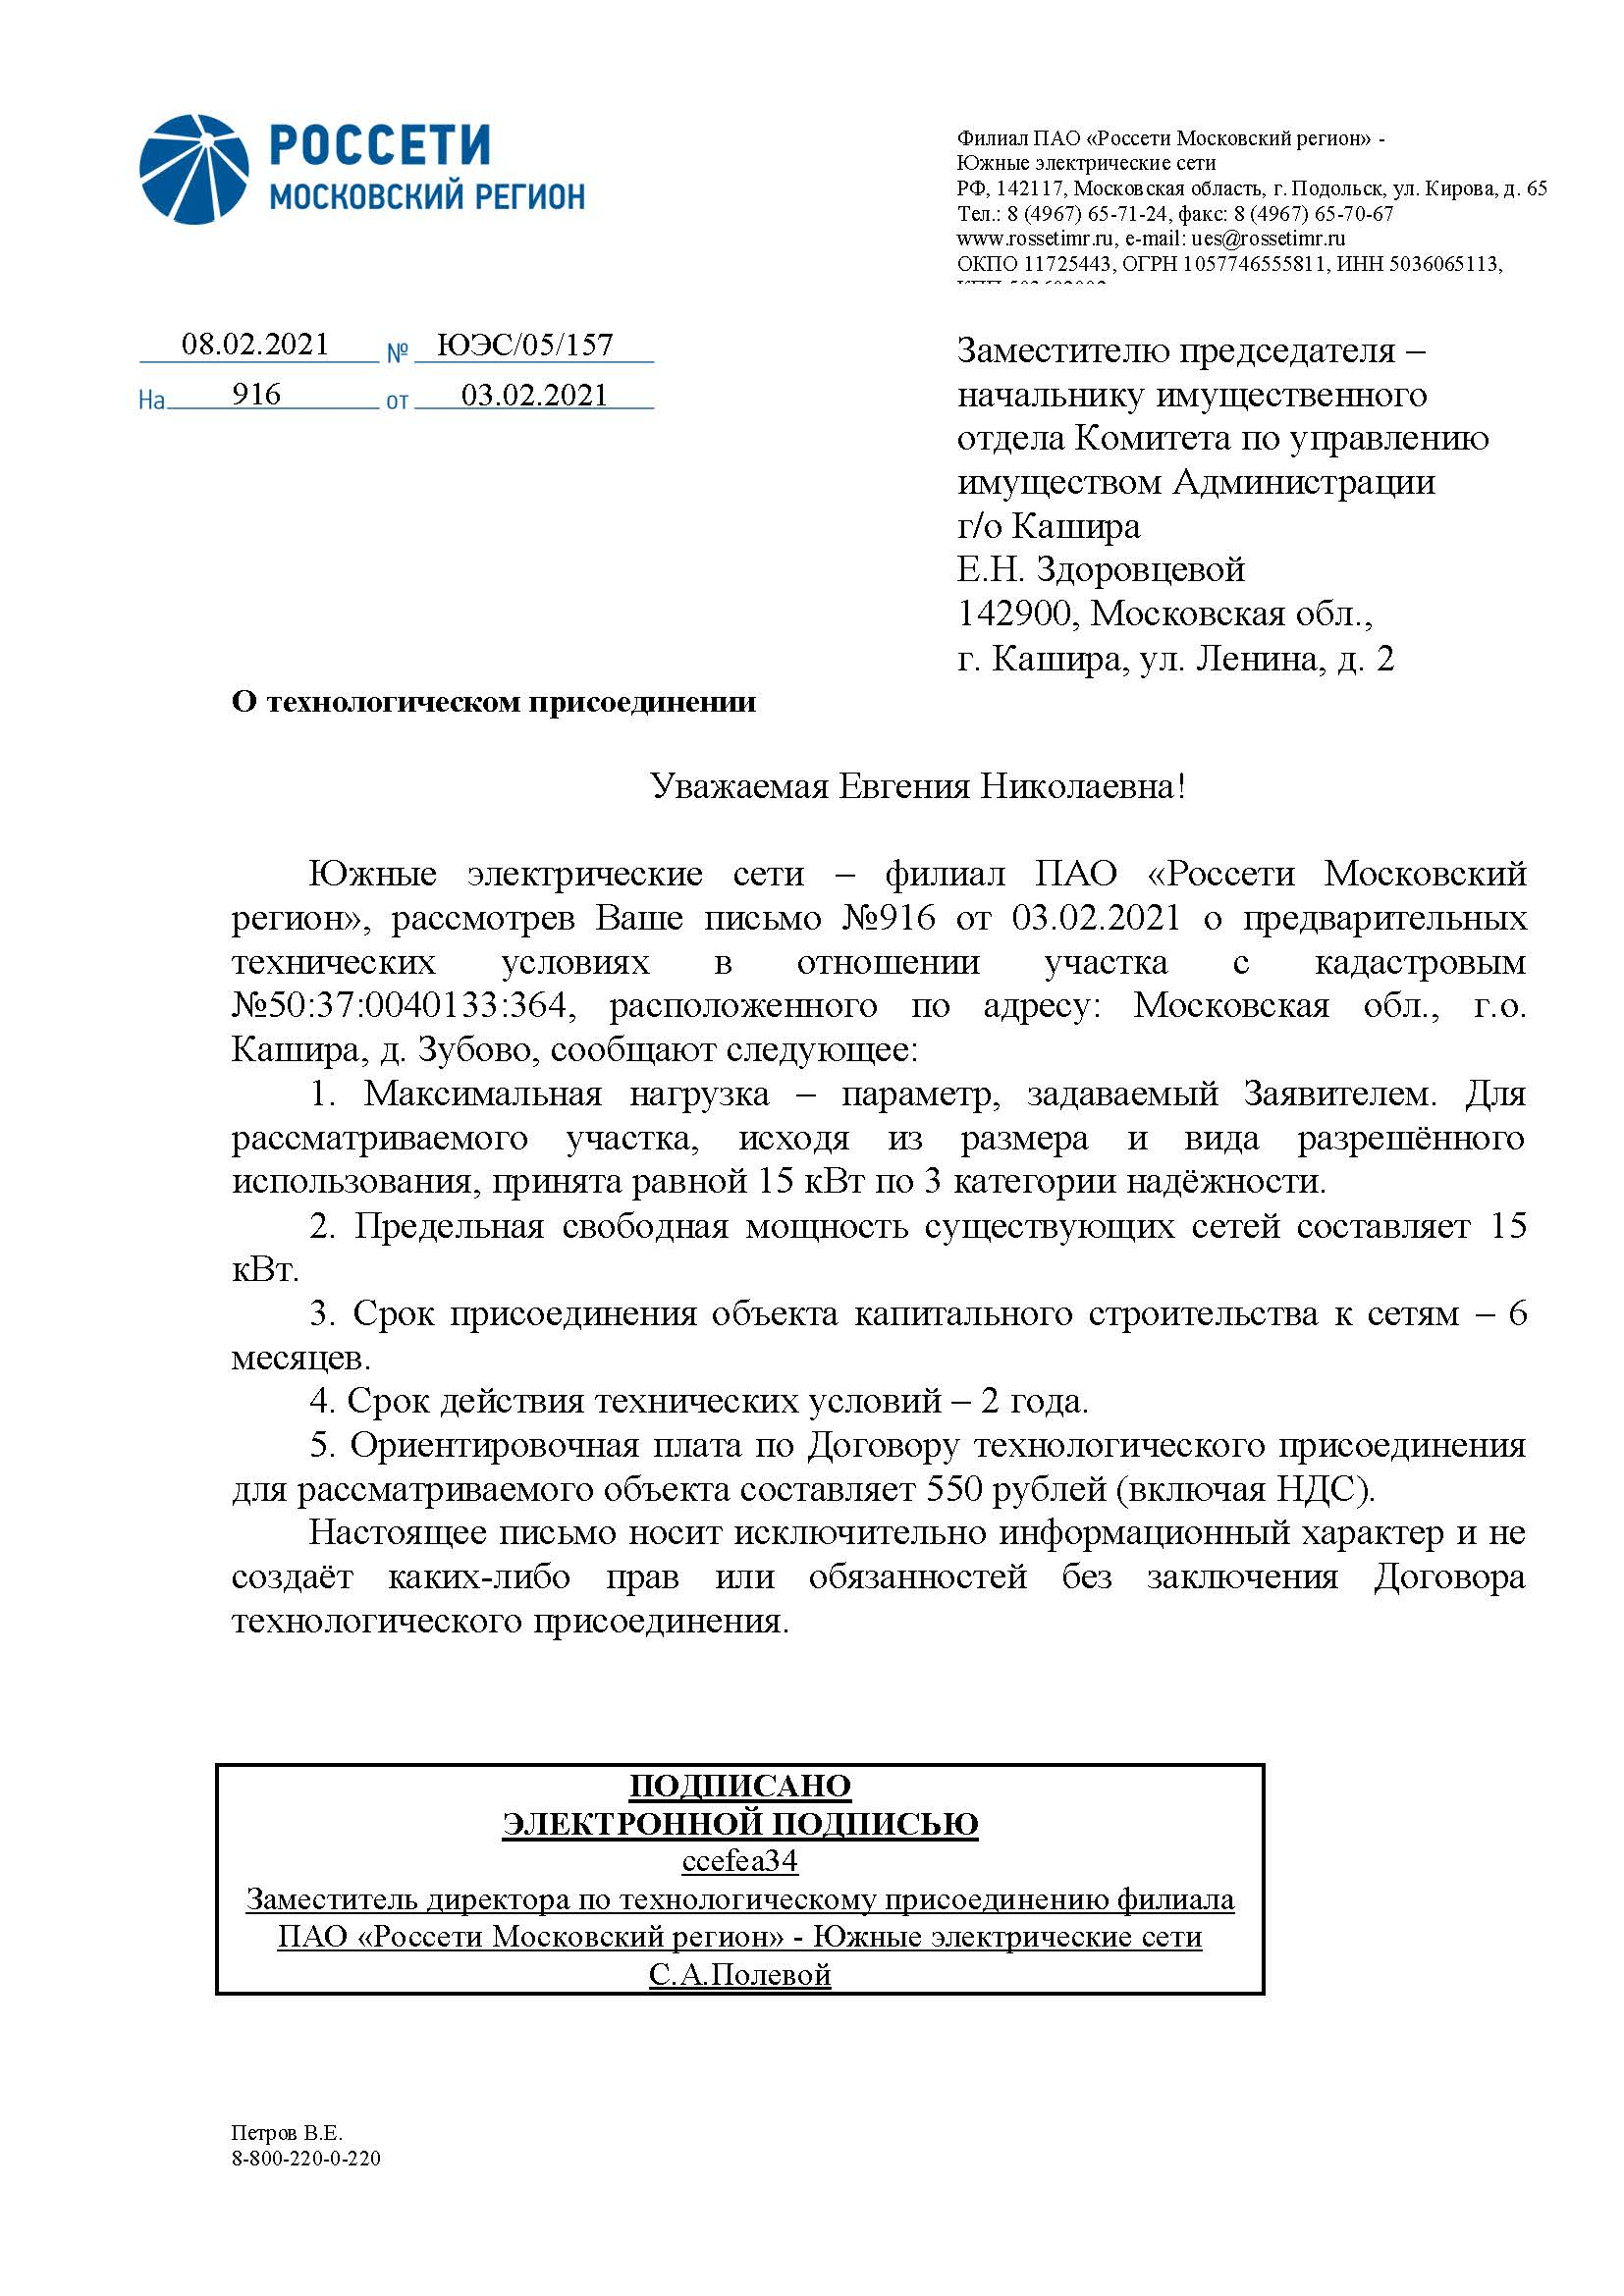 РОССЕТИ
МОСКОВСКИЙ РЕГИОН
Филиал ПАО «Россети Московский регион» -
Южные электрические сети
РФ, 142117, Московская область, г. Подольск, ул. Кирова, д. 65
Тел.: 8 (4967) 65-71-24, факс: 8 (4967) 65-70-67
www.rossetimr.ru, e-mail: ues@rossetimr.ru
ОКПО 11725443, ОГРН 1057746555811, ИНН 5036065113,
08.02.2021 № ЮЭС/05/157
На 916 от 03.02.2021
Заместителю председателя –
начальнику имущественного
отдела Комитета по управлению
имуществом Администрации
г/о Кашира
Е.Н. Здоровцевой
142900, Московская обл.,
г. Кашира, ул. Ленина, д. 2
О технологическом присоединении
Уважаемая Евгения Николаевна!
Южные электрические сети – филиал ПАО «Россети Московский
регион», рассмотрев Ваше письмо №916 от 03.02.2021 о предварительных
технических условиях в отношении участка с кадастровым
№50:37:0040133:364, расположенного по адресу: Московская обл., г.о.
Кашира, д. Зубово, сообщают следующее:
1. Максимальная нагрузка – параметр, задаваемый Заявителем. Для
рассматриваемого участка, исходя из размера и вида разрешённого
использования, принята равной 15 кВт по 3 категории надёжности.
2. Предельная свободная мощность существующих сетей составляет 15
кВт.
3. Срок присоединения объекта капитального строительства к сетям – 6
месяцев.
4. Срок действия технических условий – 2 года.
5. Ориентировочная плата по Договору технологического присоединения
для рассматриваемого объекта составляет 550 рублей (включая НДС).
Настоящее письмо носит исключительно информационный характер и не
создаёт каких-либо прав или обязанностей без заключения Договора
технологического присоединения.
ПОДПИСАНО
ЭЛЕКТРОННОЙ ПОДПИСЬЮ
ccefea34
Заместитель директора по технологическому присоединению филиала
ПАО «Россети Московский регион» - Южные электрические сети
С.А.Полевой
Петров В.Е.
8-800-220-0-220